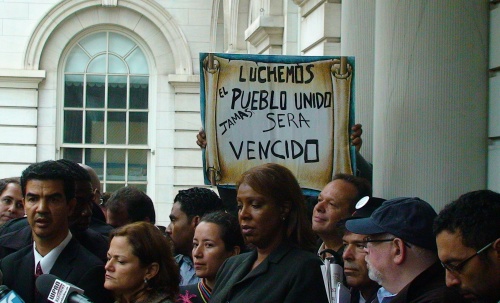 LUCHEMOS
EL PUEBLO UNIDO
JAMAS SERA
VENCIDO